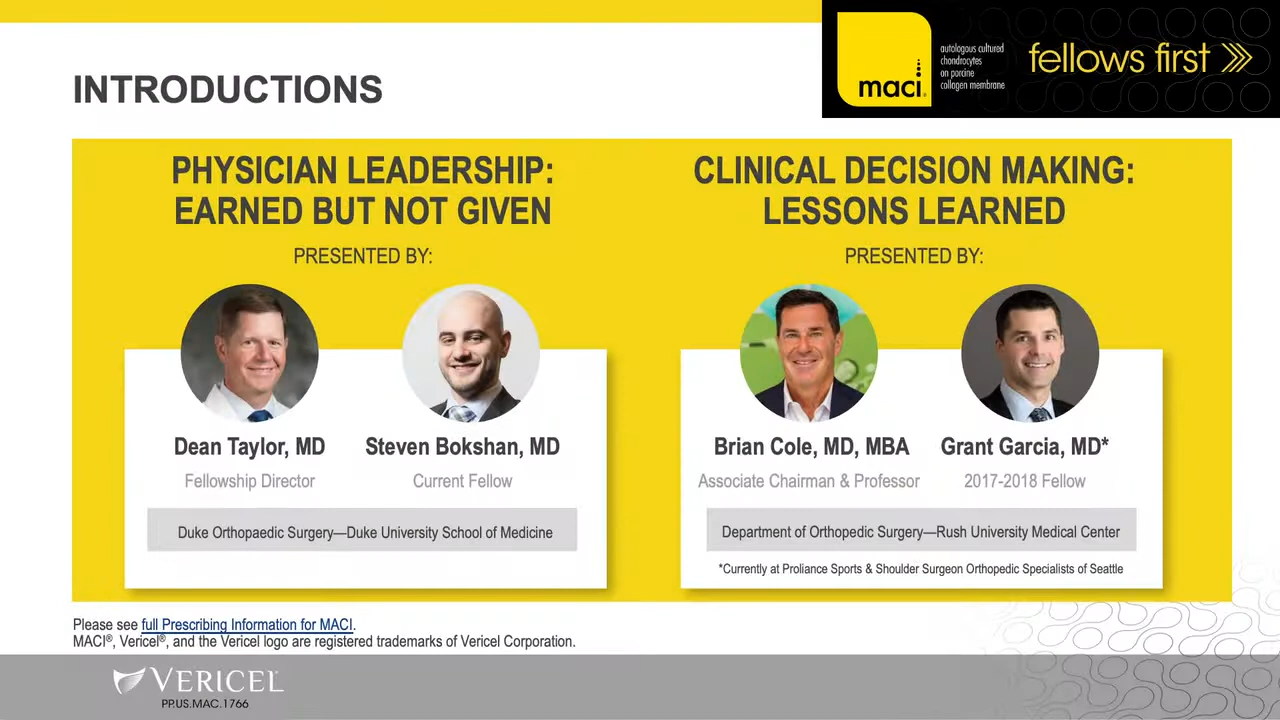 INTRODUCTIONS
maci®
autologous cultured
chondrocytes
on porcine
collagen membrane
fellows first
PHYSICIAN LEADERSHIP:
EARNED BUT NOT GIVEN
PRESENTED BY:
Dean Taylor, MD
Fellowship Director
Steven Bokshan, MD
Current Fellow
Duke Orthopaedic Surgery—Duke University School of Medicine
CLINICAL DECISION MAKING:
LESSONS LEARNED
PRESENTED BY:
Brian Cole, MD, MBA
Associate Chairman & Professor
Grant Garcia, MD*
2017-2018 Fellow
Department of Orthopedic Surgery—Rush University Medical Center
*Currently at Proliance Sports & Shoulder Surgeon Orthopedic Specialists of Seattle
Please see full Prescribing Information for MACI.
MACI®, Vericel®, and the Vericel logo are registered trademarks of Vericel Corporation.
VERICEL
PP.US.MAC.1766